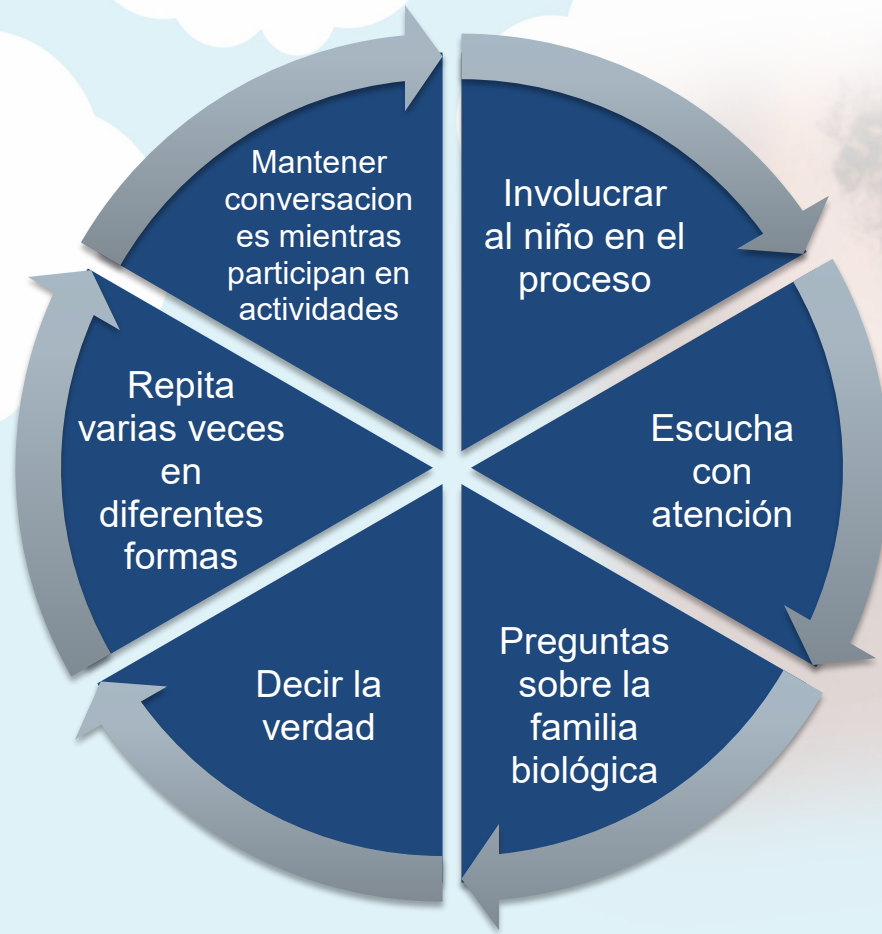 Involucrar
al niño en el
proceso
Escucha
con
atención
Preguntas
sobre la
familia
biológica
Decir la
verdad
Repita
varias veces
en
diferentes
formas
Mantener
conversacion
es mientras
participan en
actividades